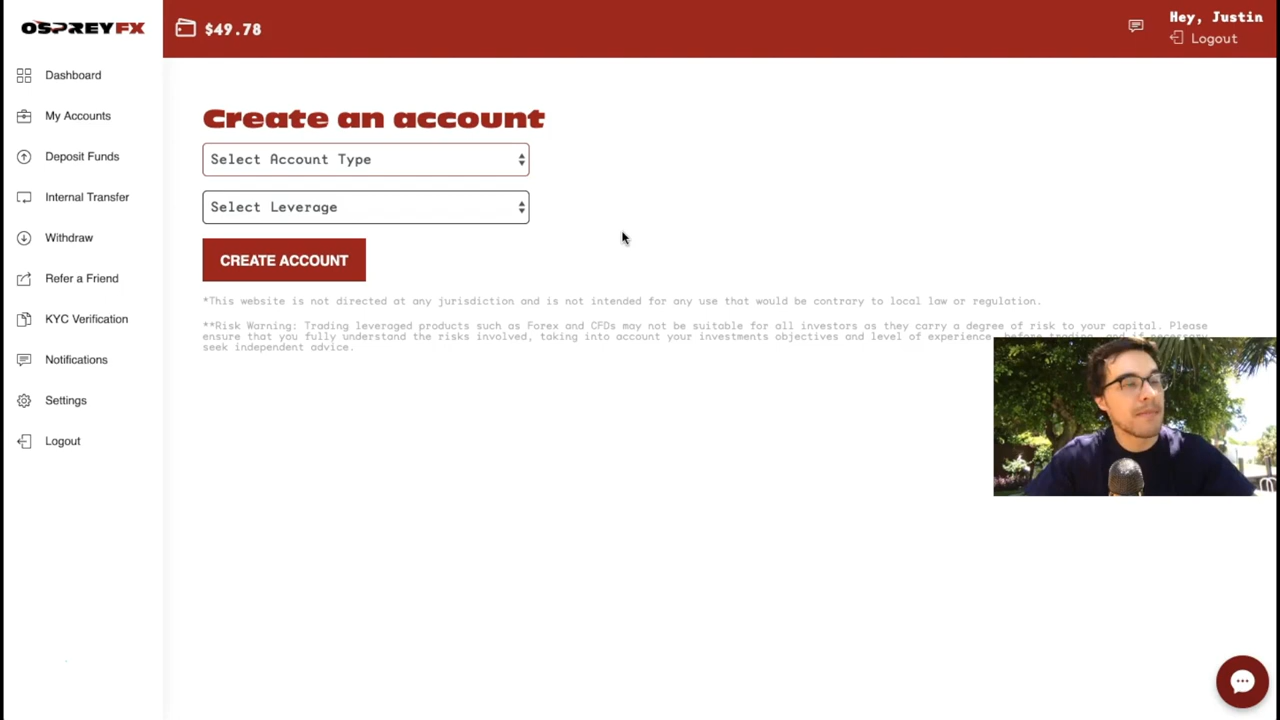 OSPREYFX
$49.78
Hey, Justin
Logout
Dashboard
My Accounts
Deposit Funds
Internal Transfer
Withdraw
Refer a Friend
KYC Verification
Notifications
Settings
Logout
Create an account
Select Account Type
Select Leverage
CREATE ACCOUNT
*This website is not directed at any jurisdiction and is not intended for any use that would be contrary to local law or regulation.
**Risk Warning: Trading leveraged products such as Forex and CFDs may not be suitable for all investors as they carry a degree of risk to your capital. Please
ensure that you fully understand the risks involved, taking into account your investments objectives and level of experience, before trading, and if necessary
seek independent advice.